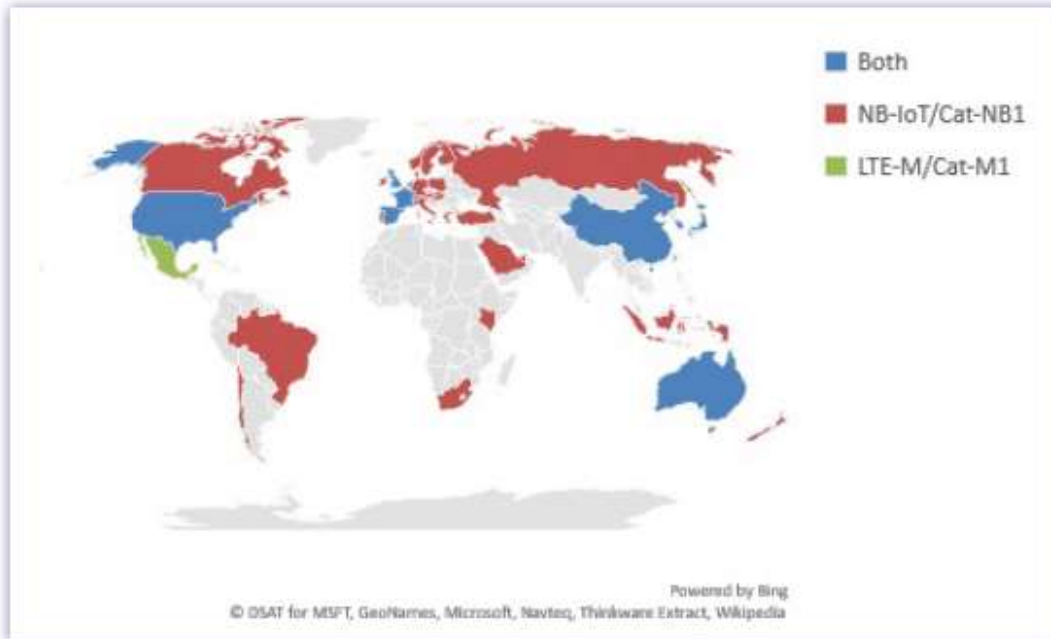 Both
NB-IoT/Cat-NB1
LTE-M/Cat-M1
Powered by Bing
© DSAT for MSFT, GeoNames, Microsoft, Navteq, Thinkware Extract, Wikipedia